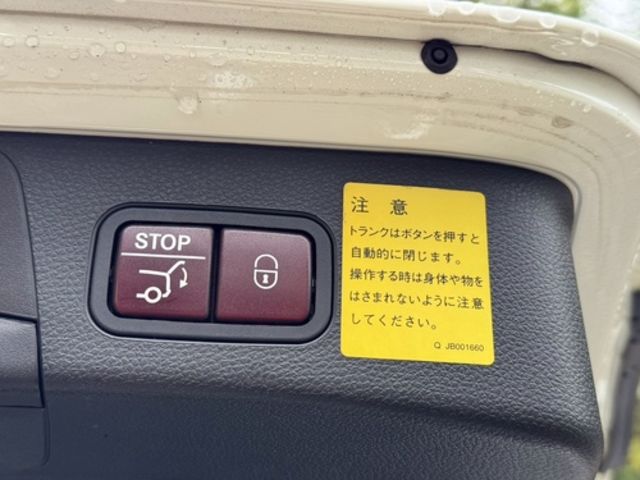 STOP
注 意
トランクはボタンを押すと
自動的に閉じます。
操作する時は身体や物を
はさまれないように注意
してください。
Q JB001660